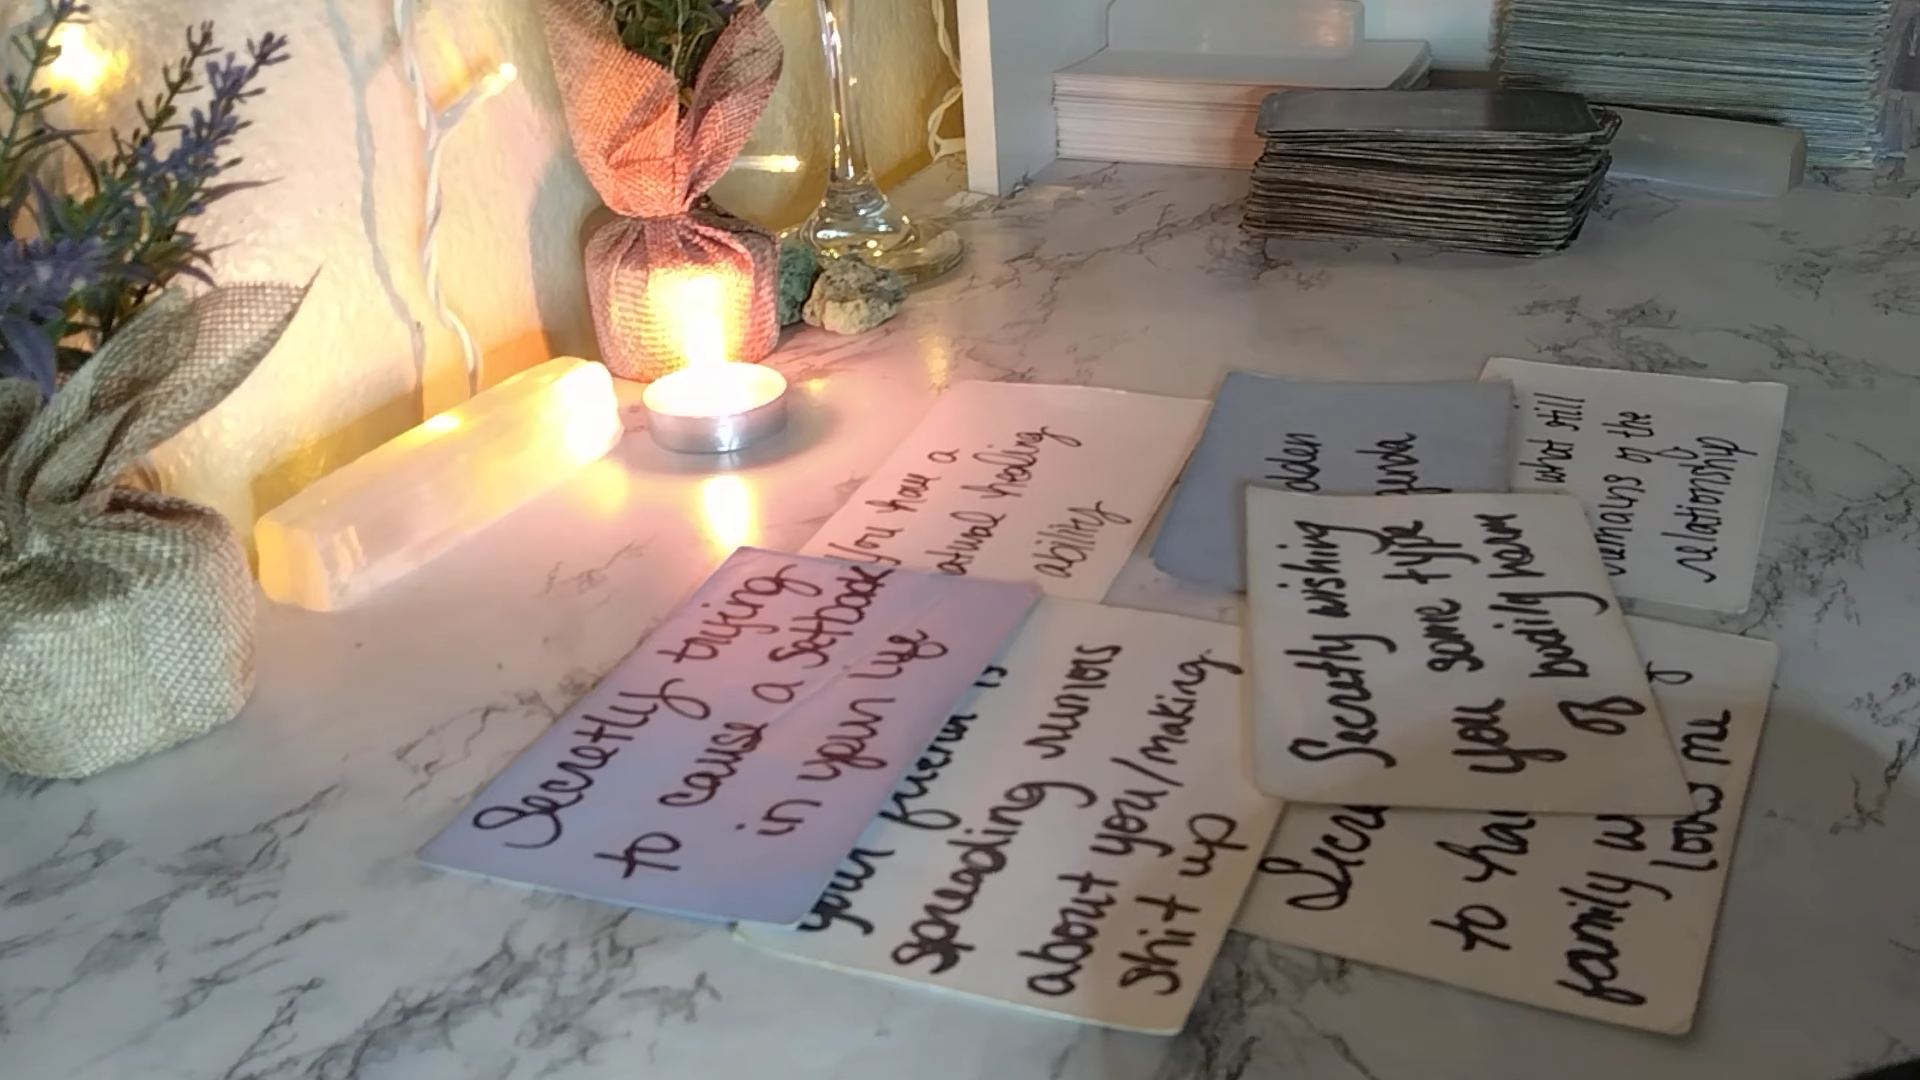 You have a
natural healing
ability
what still
remains of the
relationship
Secretly trying
to cause a setback
in your life
your friend is
spreading rumors
about you/making
shit up
Secretly wishing
you some type
of bodily harm
to
family
me